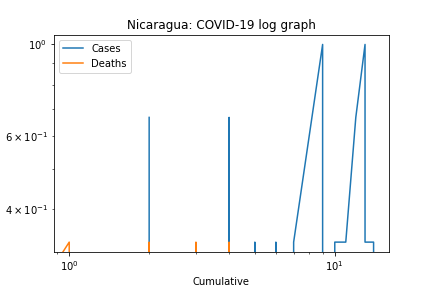 Nicaragua: COVID-19 log graph
10⁰
Cases
Deaths
6 × 10⁻¹
4 × 10⁻¹
10⁰
10¹
Cumulative